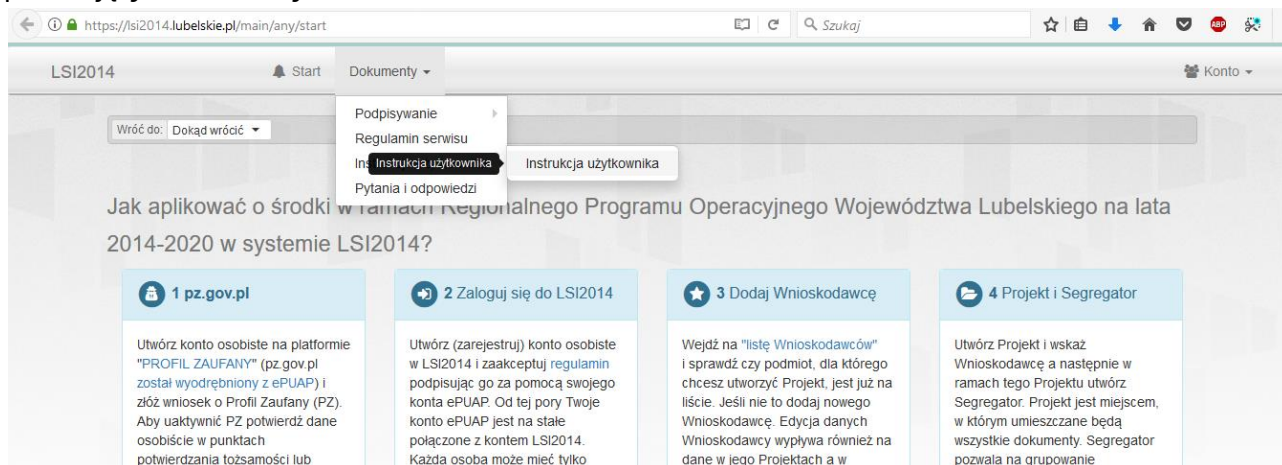 https://lsi2014.lubelskie.pl/main/any/start
Szukaj
ABP
LSI2014
Start
Dokumenty
Konto
Podpisywanie
Wróć do: Dokąd wrócić
Regulamin serwisu
Instrukcja użytkownika
Instrukcja użytkownika
Pytania i odpowiedzi
Jak aplikować o środki w ramach Regionalnego Programu Operacyjnego Województwa Lubelskiego na lata
2014-2020 w systemie LSI2014?
1 pz.gov.pl
Utwórz konto osobiste na platformie
"PROFIL ZAUFANY" (pz.gov.pl
został wyodrębniony z ePUAP) i
złóż wniosek o Profil Zaufany (PZ).
Aby uaktywnić PZ potwierdź dane
osobiście w punktach
potwierdzania tożsamości lub
2 Zaloguj się do LSI2014
Utwórz (zarejestruj) konto osobiste
w LSI2014 i zaakceptuj regulamin
podpisując go za pomocą swojego
konta ePUAP. Od tej pory Twoje
konto ePUAP jest na stałe
połączone z kontem LSI2014.
Każda osoba może mieć tylko
3 Dodaj Wnioskodawcę
Wejdź na "listę Wnioskodawców"
i sprawdź czy podmiot, dla którego
chcesz utworzyć Projekt, jest już na
liście. Jeśli nie to dodaj nowego
Wnioskodawcę. Edycja danych
Wnioskodawcy wypływa również na
dane w jego Projektach a w
4 Projekt i Segregator
Utwórz Projekt i wskaż
Wnioskodawcę a następnie w
ramach tego Projektu utwórz
Segregator. Projekt jest miejscem,
w którym umieszczane będą
wszystkie dokumenty. Segregator
pozwala na grupowanie